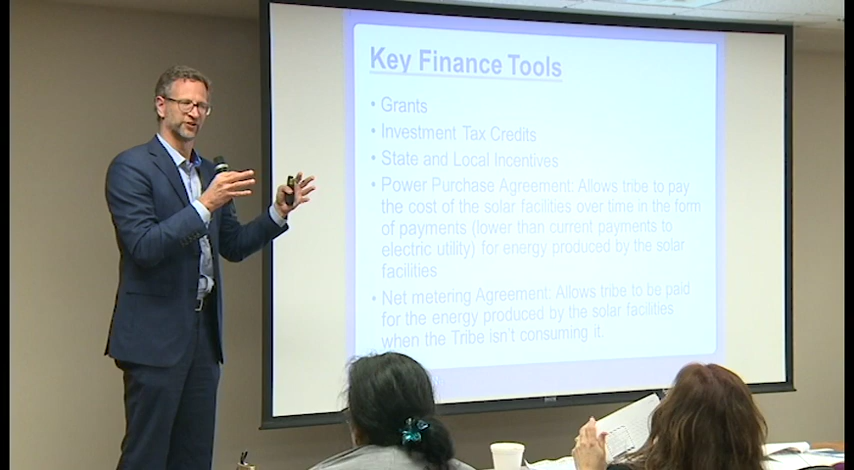 Key Finance Tools
• Grants
• Investment Tax Credits
• State and Local Incentives
• Power Purchase Agreement: Allows tribe to pay
the cost of the solar facilities over time in the form
of payments (lower than current payments to
electric utility) for energy produced by the solar
facilities
• Net metering Agreement: Allows tribe to be paid
for the energy produced by the solar facilities
when the Tribe isn't consuming it.